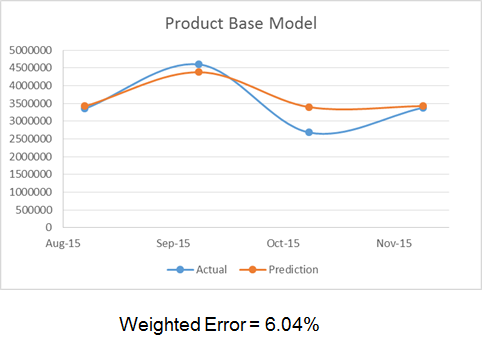 Product Base Model
5000000
4500000
4000000
3500000
3000000
2500000
2000000
1500000
1000000
500000
0
Aug-15 Sep-15 Oct-15 Nov-15
Actual Prediction
Weighted Error = 6.04%